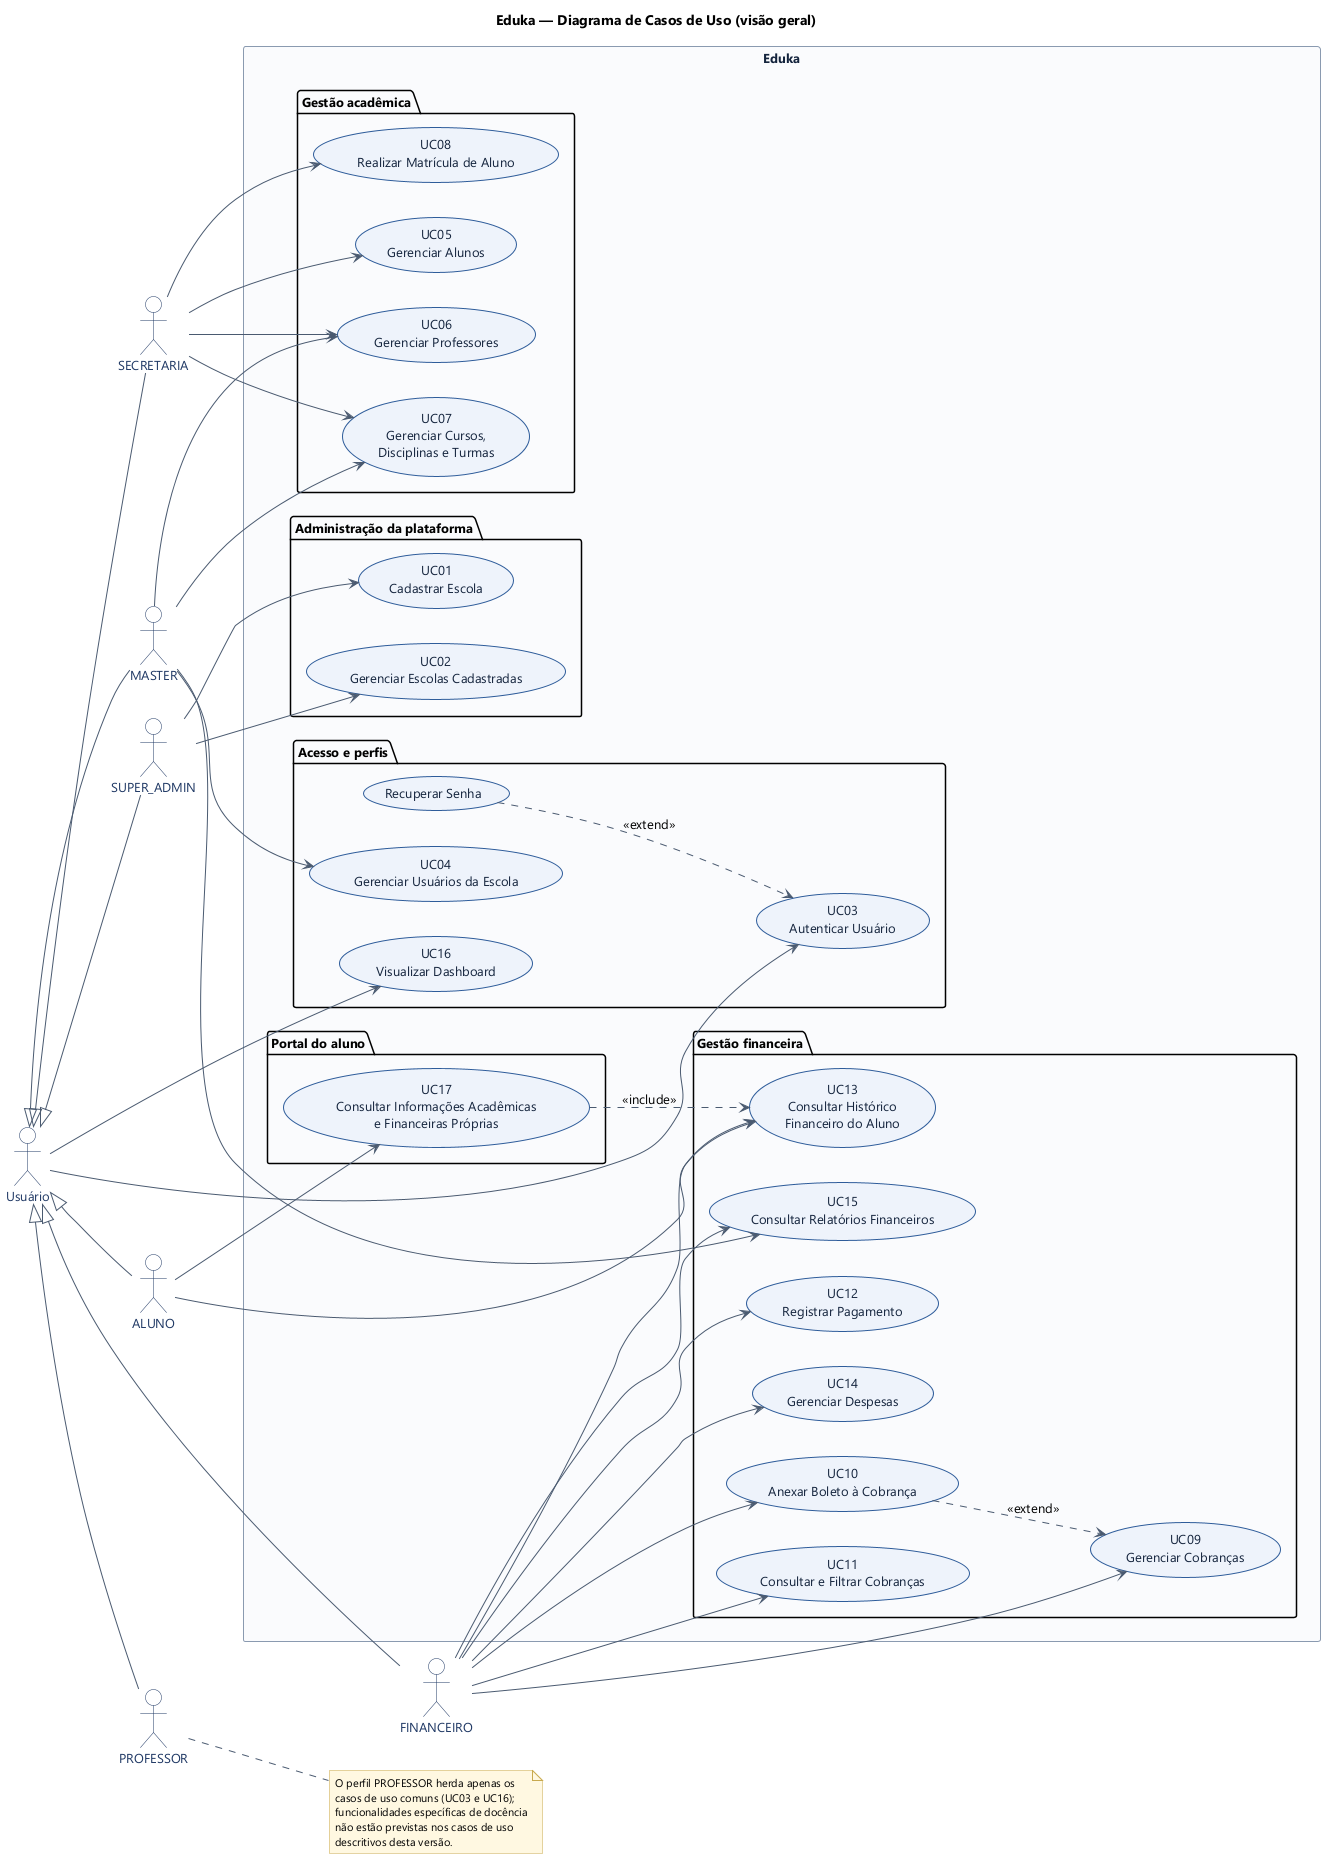 Eduka — Diagrama de Casos de Uso (visão geral)
Eduka
Gestão acadêmica
UC08
Realizar Matrícula de Aluno
UC05
Gerenciar Alunos
UC06
Gerenciar Professores
UC07
Gerenciar Cursos,
Disciplinas e Turmas
SECRETARIA
Administração da plataforma
UC01
Cadastrar Escola
UC02
Gerenciar Escolas Cadastradas
MASTER
SUPER_ADMIN
Acesso e perfis
Recuperar Senha
«extend»
UC04
Gerenciar Usuários da Escola
UC03
Autenticar Usuário
UC16
Visualizar Dashboard
Portal do aluno
UC17
Consultar Informações Acadêmicas
e Financeiras Próprias
«include»
Gestão financeira
UC13
Consultar Histórico
Financeiro do Aluno
Usuário
UC15
Consultar Relatórios Financeiros
UC12
Registrar Pagamento
ALUNO
UC14
Gerenciar Despesas
UC10
Anexar Boleto à Cobrança
«extend»
UC09
Gerenciar Cobranças
UC11
Consultar e Filtrar Cobranças
FINANCEIRO
PROFESSOR
O perfil PROFESSOR herda apenas os
casos de uso comuns (UC03 e UC16);
funcionalidades específicas de docência
não estão previstas nos casos de uso
descritivos desta versão.